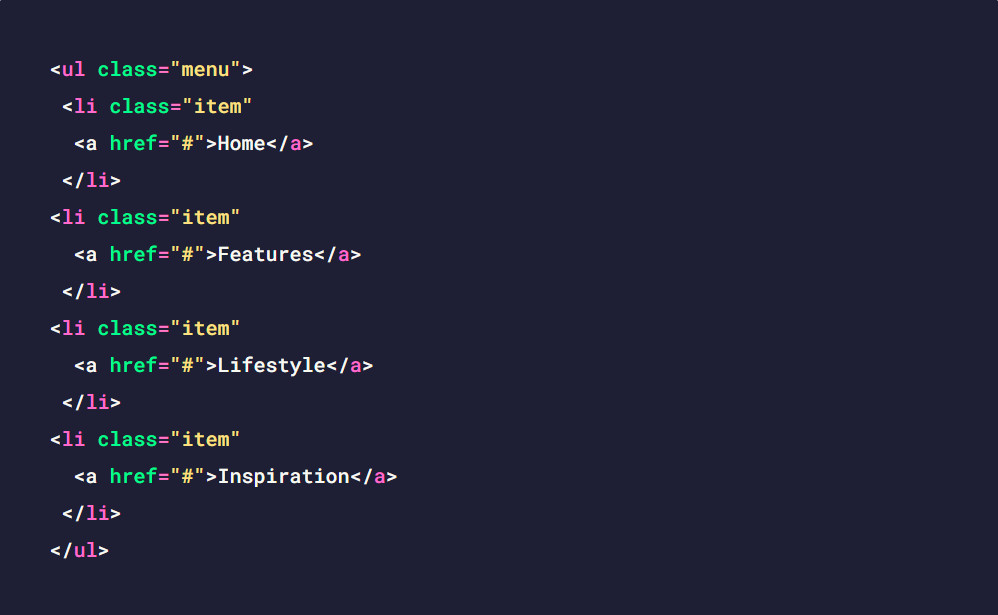 <ul class="menu">
 <li class="item"
  <a href="#">Home</a>
 </li>
<li class="item"
  <a href="#">Features</a>
 </li>
<li class="item"
  <a href="#">Lifestyle</a>
 </li>
<li class="item"
  <a href="#">Inspiration</a>
 </li>
</ul>